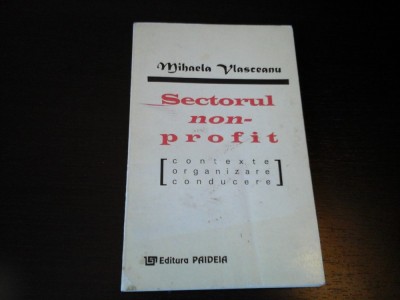 Mihaela Vlasceanu
Sectorul
non-
profit
[contexte
organizare
conducere]
Editura PAIDEIA